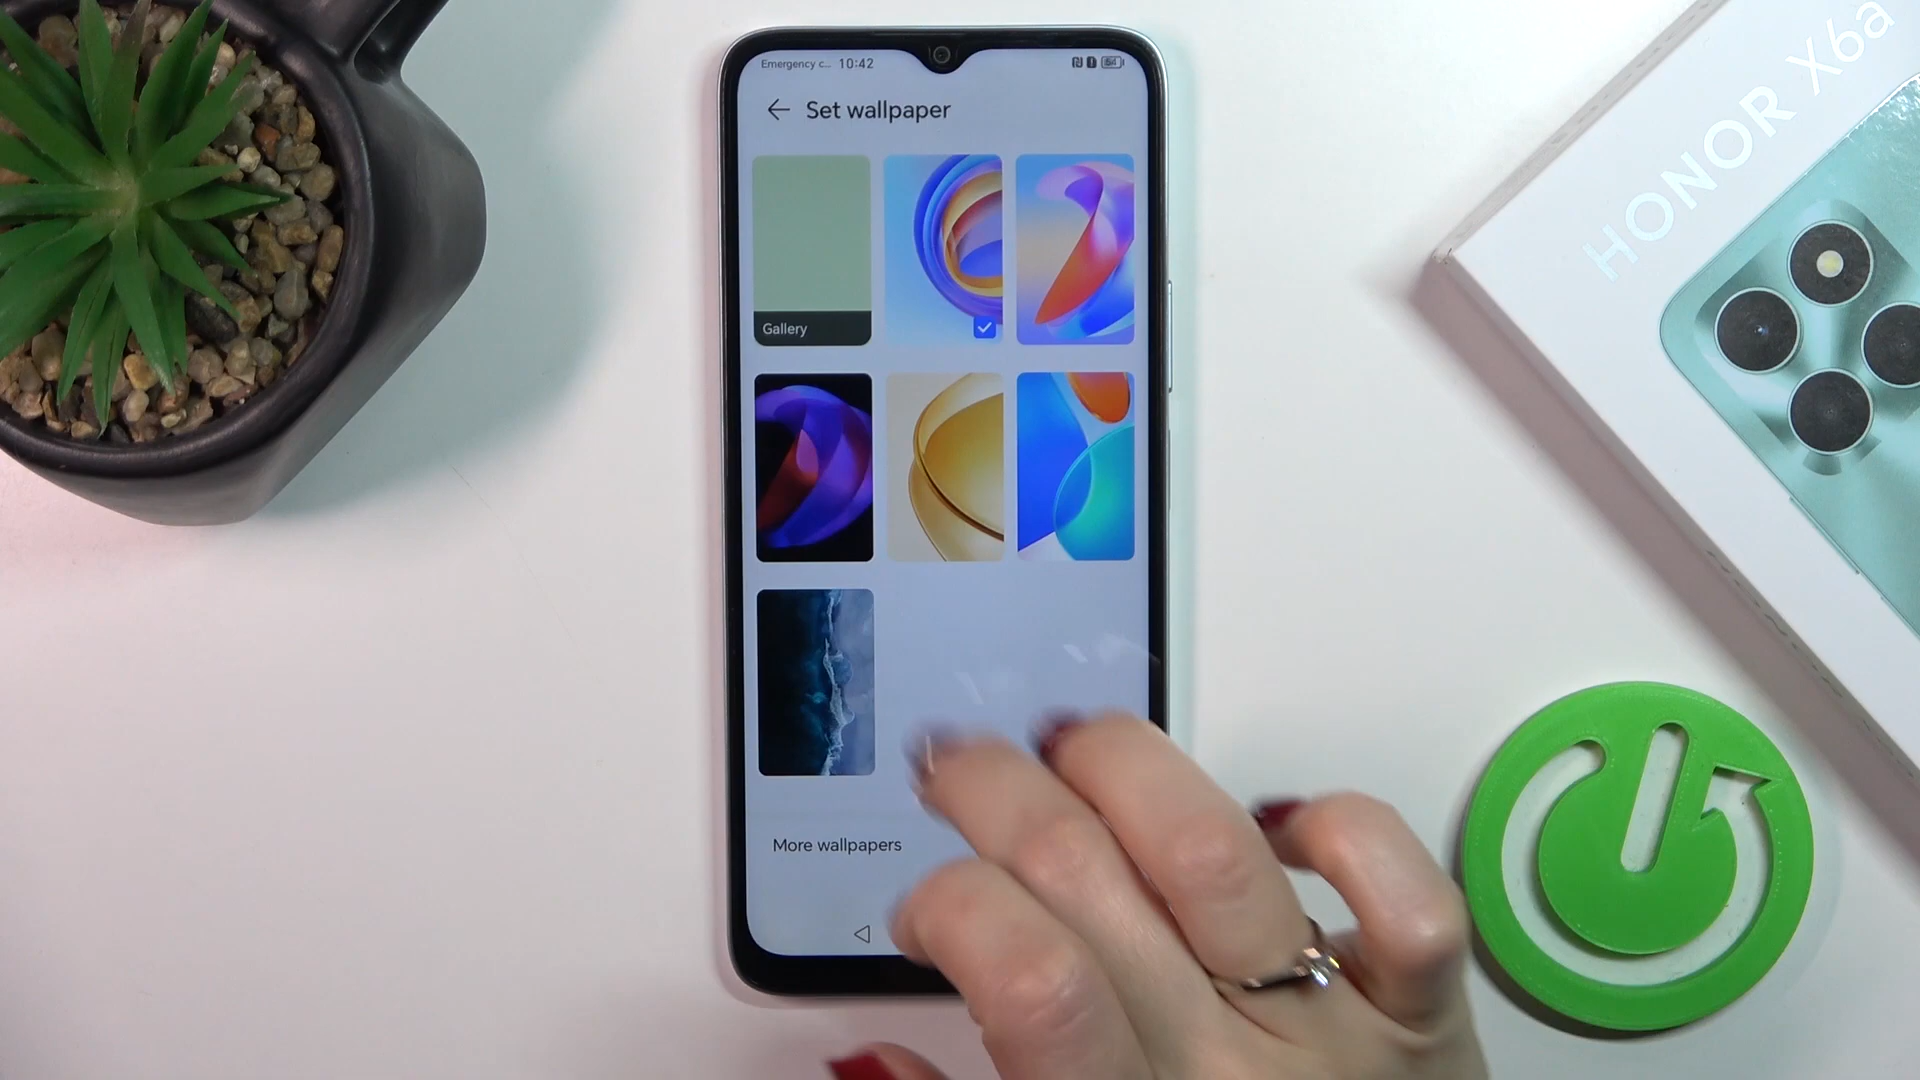 Emergency c... 10:42
Set wallpaper
Gallery
More wallpapers
HONOR X6a